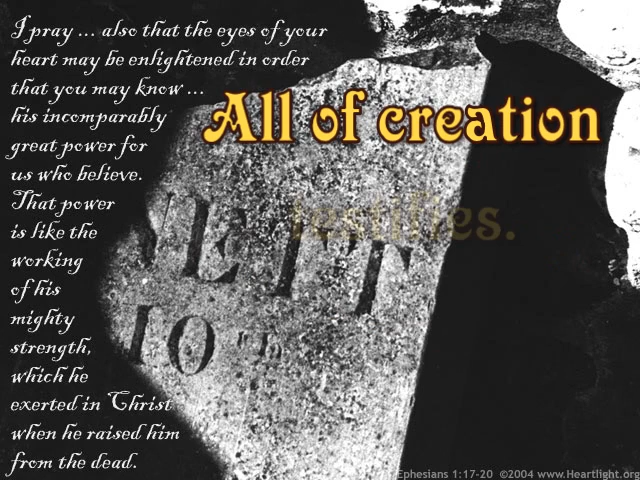 I pray ... also that the eyes of your
heart may be enlightened in order
that you may know ...
his incomparably
great power for
us who believe.
That power
is like the
working
of his
mighty
strength,
which he
exerted in Christ
when he raised him
from the dead.
All of creation
testifies.
10TH
Ephesians 1:17-20 ©2004 www.Heartlight.org